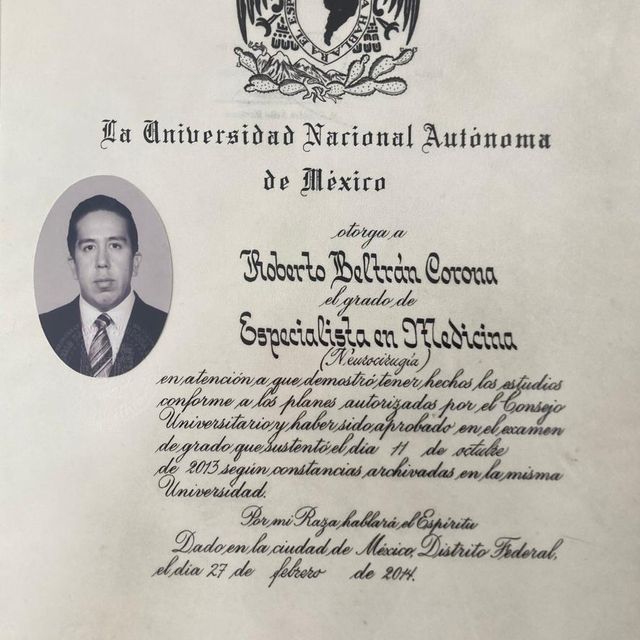 HABLARA EL ESP
La Universidad Nacional Autónoma
de México
otorga a
Roberto Beltrán Corona
el grado de
Especialista en Medicina
(Neurocirugía)
en atención a que demostró tener hechos los estudios
conforme a los planes autorizados por el Consejo
Universitario y haber sido aprobado en el examen
de grado que sustentó el día 11 de octubre
de 2013 según constancias archivadas en la misma
Universidad.
Por mi Raza hablará el Espíritu
Dado en la ciudad de México, Distrito Federal,
el día 27 de febrero de 2014.